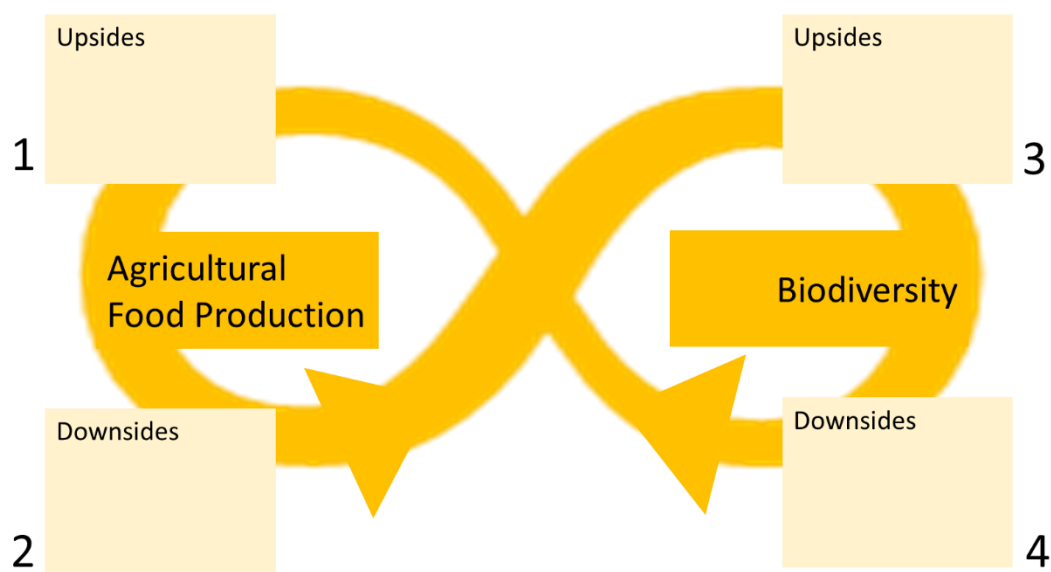 Upsides
1
Agricultural
Food Production
Downsides
2
Upsides
3
Biodiversity
Downsides
4